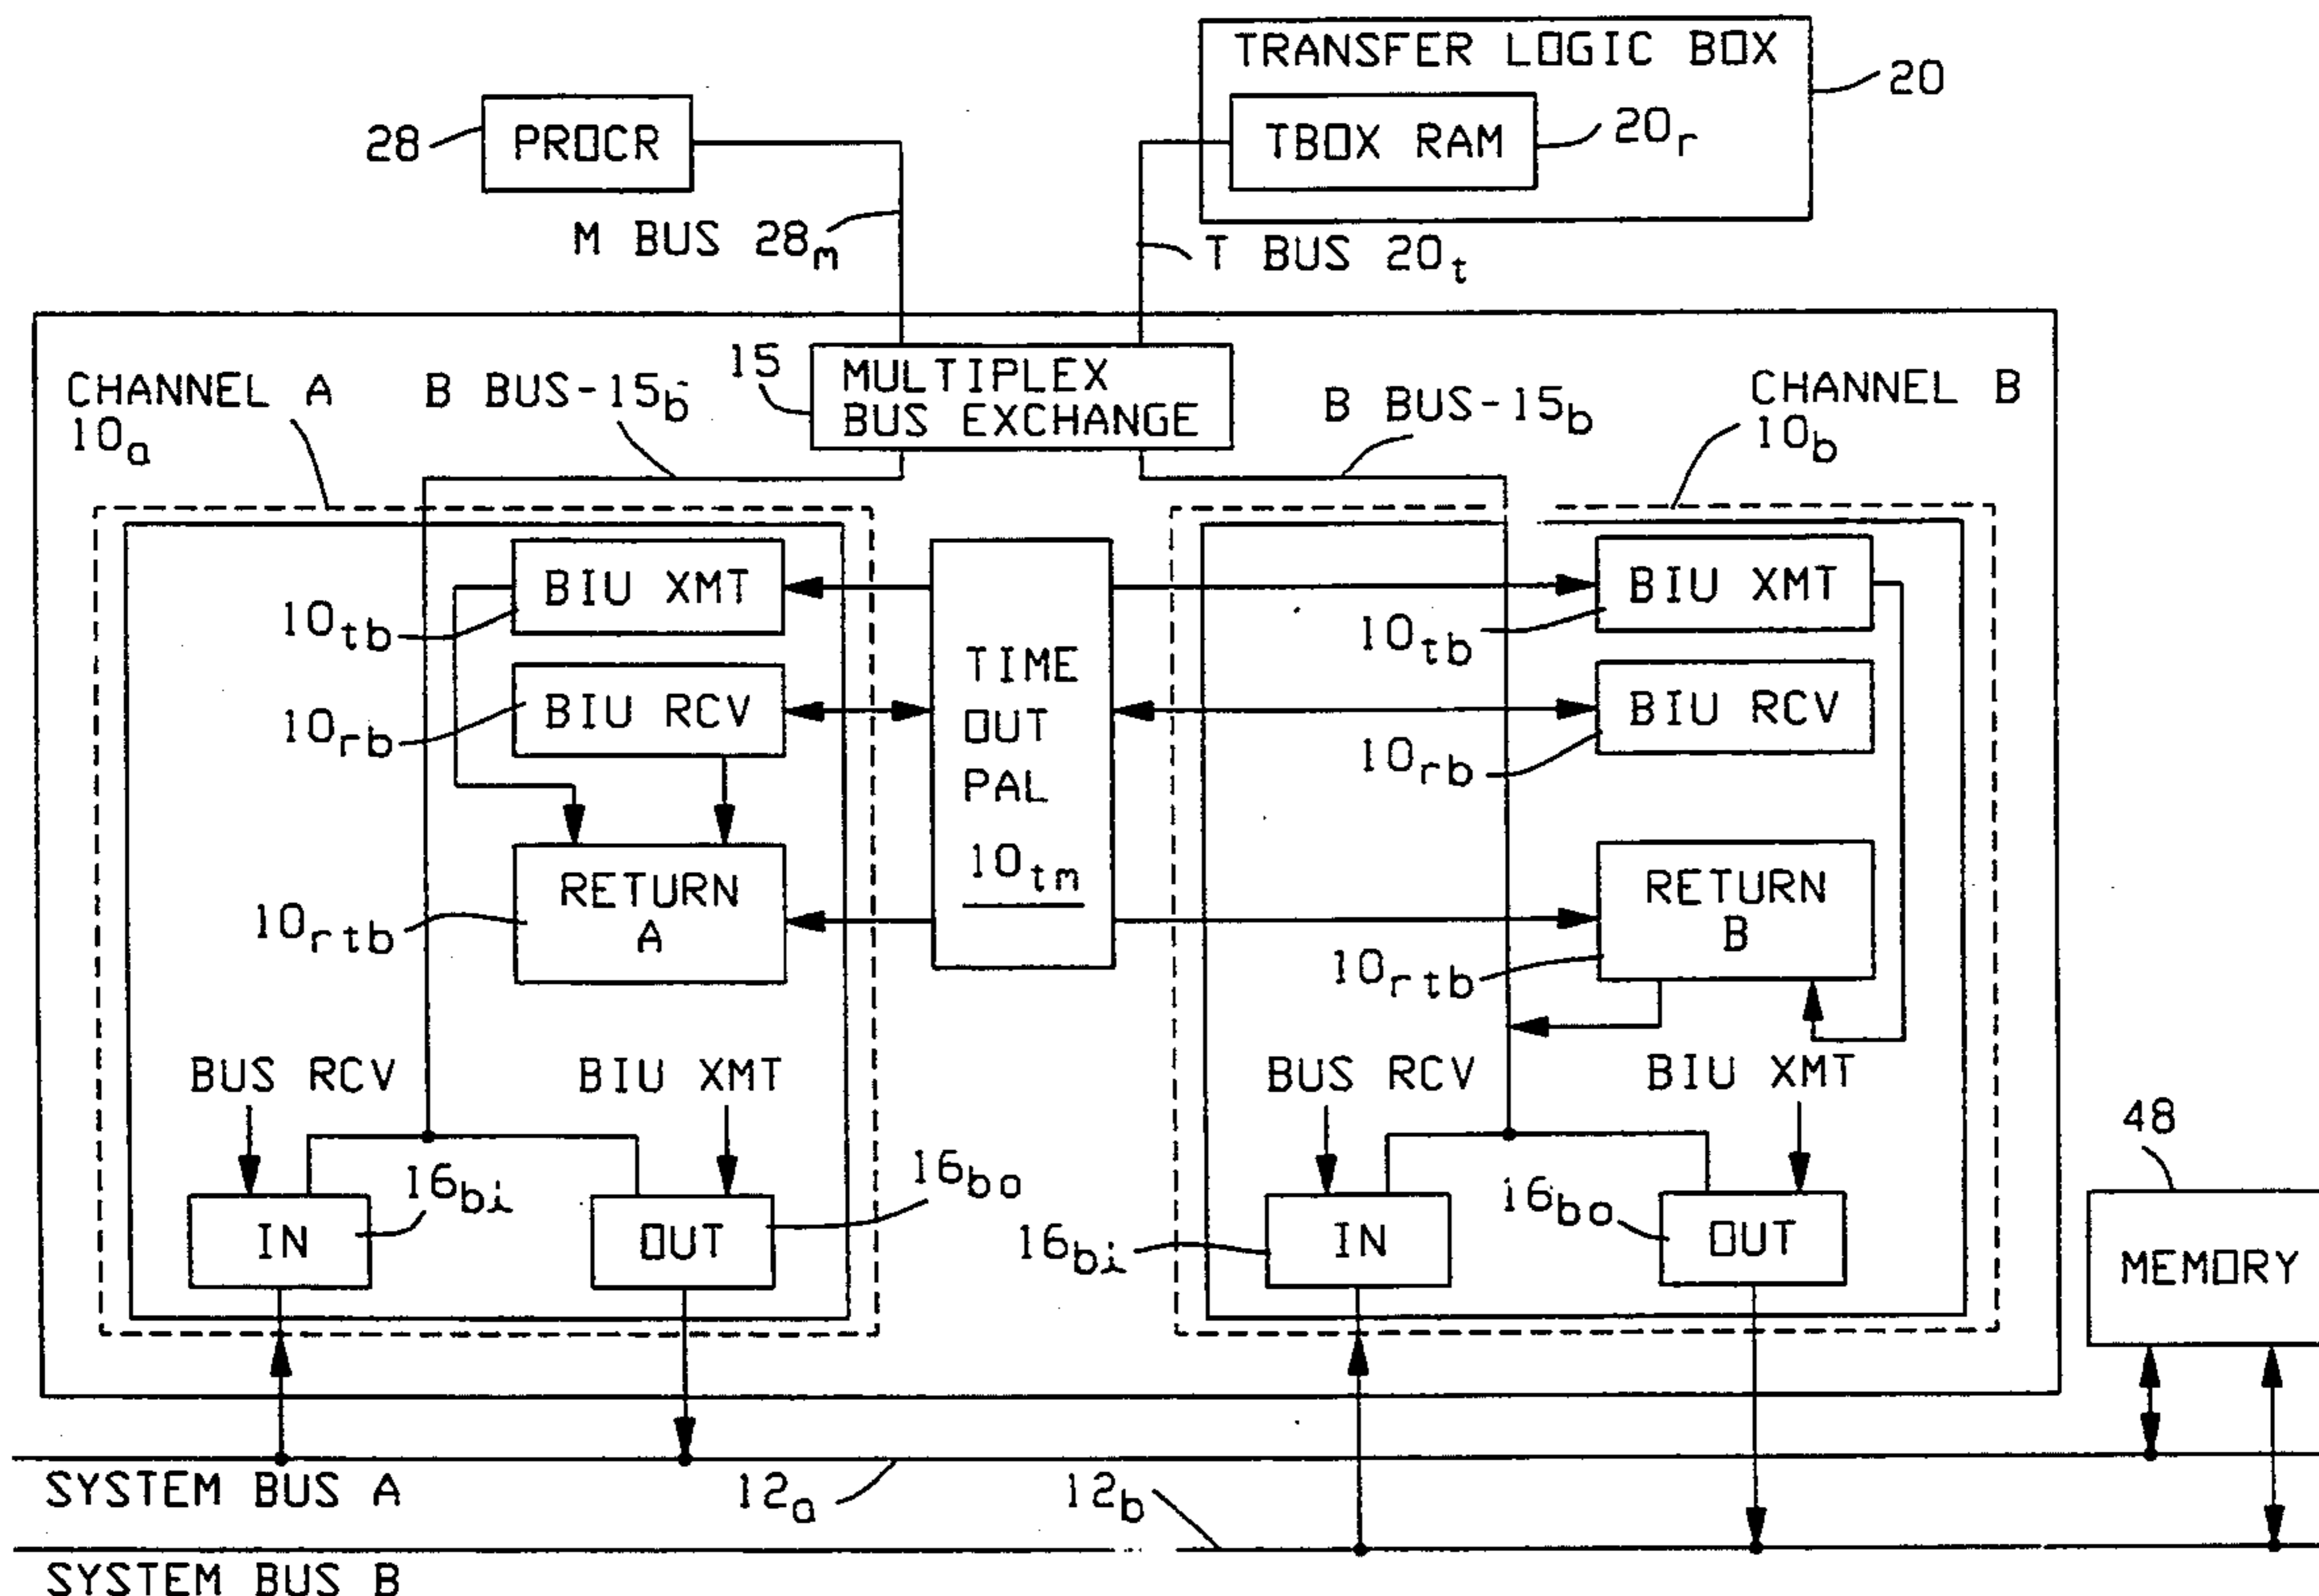 TRANSFER LOGIC BOX
20
28
PROCR
TBOX RAM
20r
M BUS 28m
T BUS 20t
CHANNEL A
10a
B BUS-15b
15
MULTIPLEX
BUS EXCHANGE
B BUS-15b
CHANNEL B
10b
BIU XMT
10tb
BIU RCV
10rb
RETURN
A
10rtb
TIME
OUT
PAL
10tm
BIU XMT
10tb
BIU RCV
10rb
RETURN
B
10rtb
BUS RCV
BIU XMT
IN
16bi
OUT
16bo
BUS RCV
BIU XMT
16bi
IN
16bo
OUT
48
MEMORY
SYSTEM BUS A
12a
12b
SYSTEM BUS B